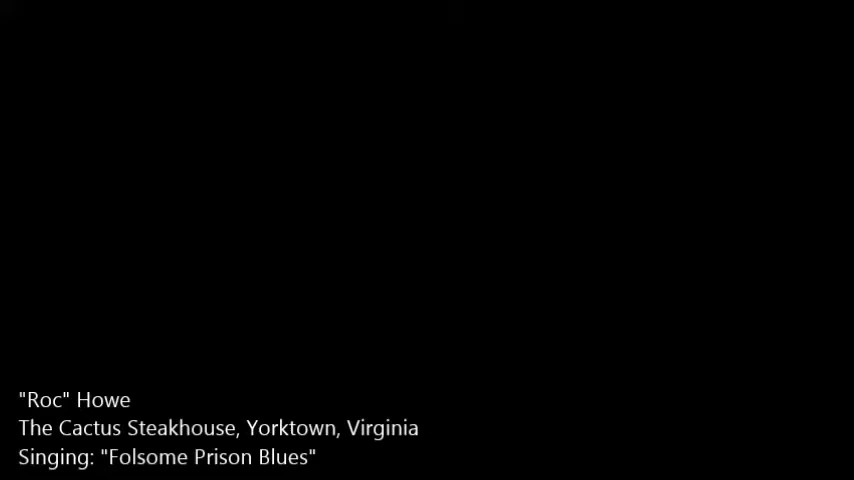 "Roc" Howe
The Cactus Steakhouse, Yorktown, Virginia
Singing: "Folsome Prison Blues"